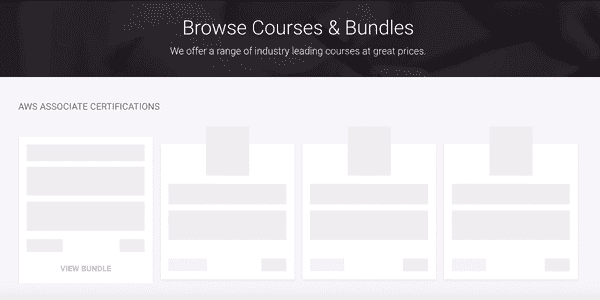 Browse Courses & Bundles
We offer a range of industry leading courses at great prices.
AWS ASSOCIATE CERTIFICATIONS
VIEW BUNDLE